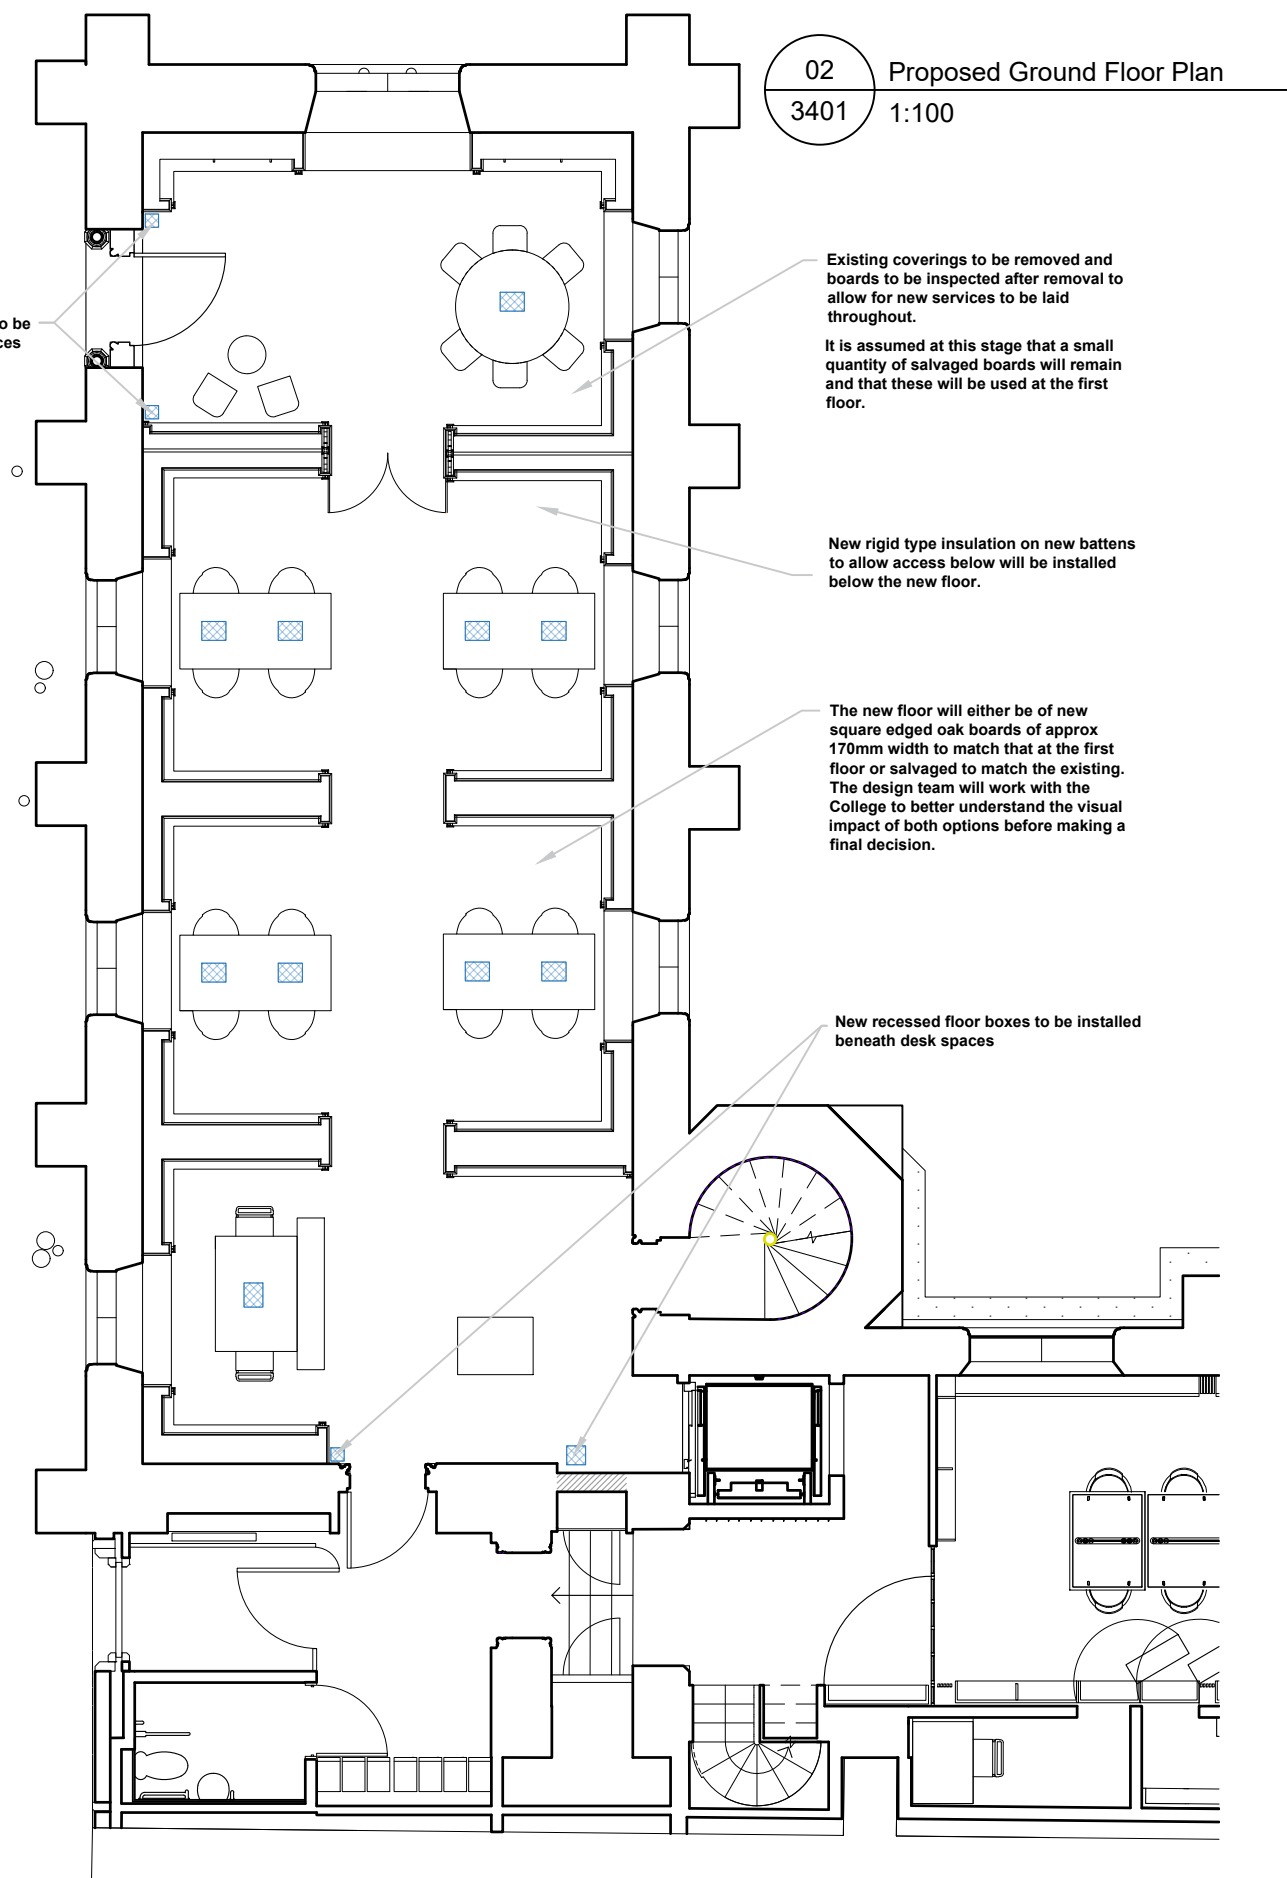 02
Proposed Ground Floor Plan
3401
1:100
Existing coverings to be removed and
boards to be inspected after removal to
allow for new services to be laid
throughout.
It is assumed at this stage that a small
quantity of salvaged boards will remain
and that these will be used at the first
floor.
o be
ces
New rigid type insulation on new battens
to allow access below will be installed
below the new floor.
The new floor will either be of new
square edged oak boards of approx
170mm width to match that at the first
floor or salvaged to match the existing.
The design team will work with the
College to better understand the visual
impact of both options before making a
final decision.
New recessed floor boxes to be installed
beneath desk spaces